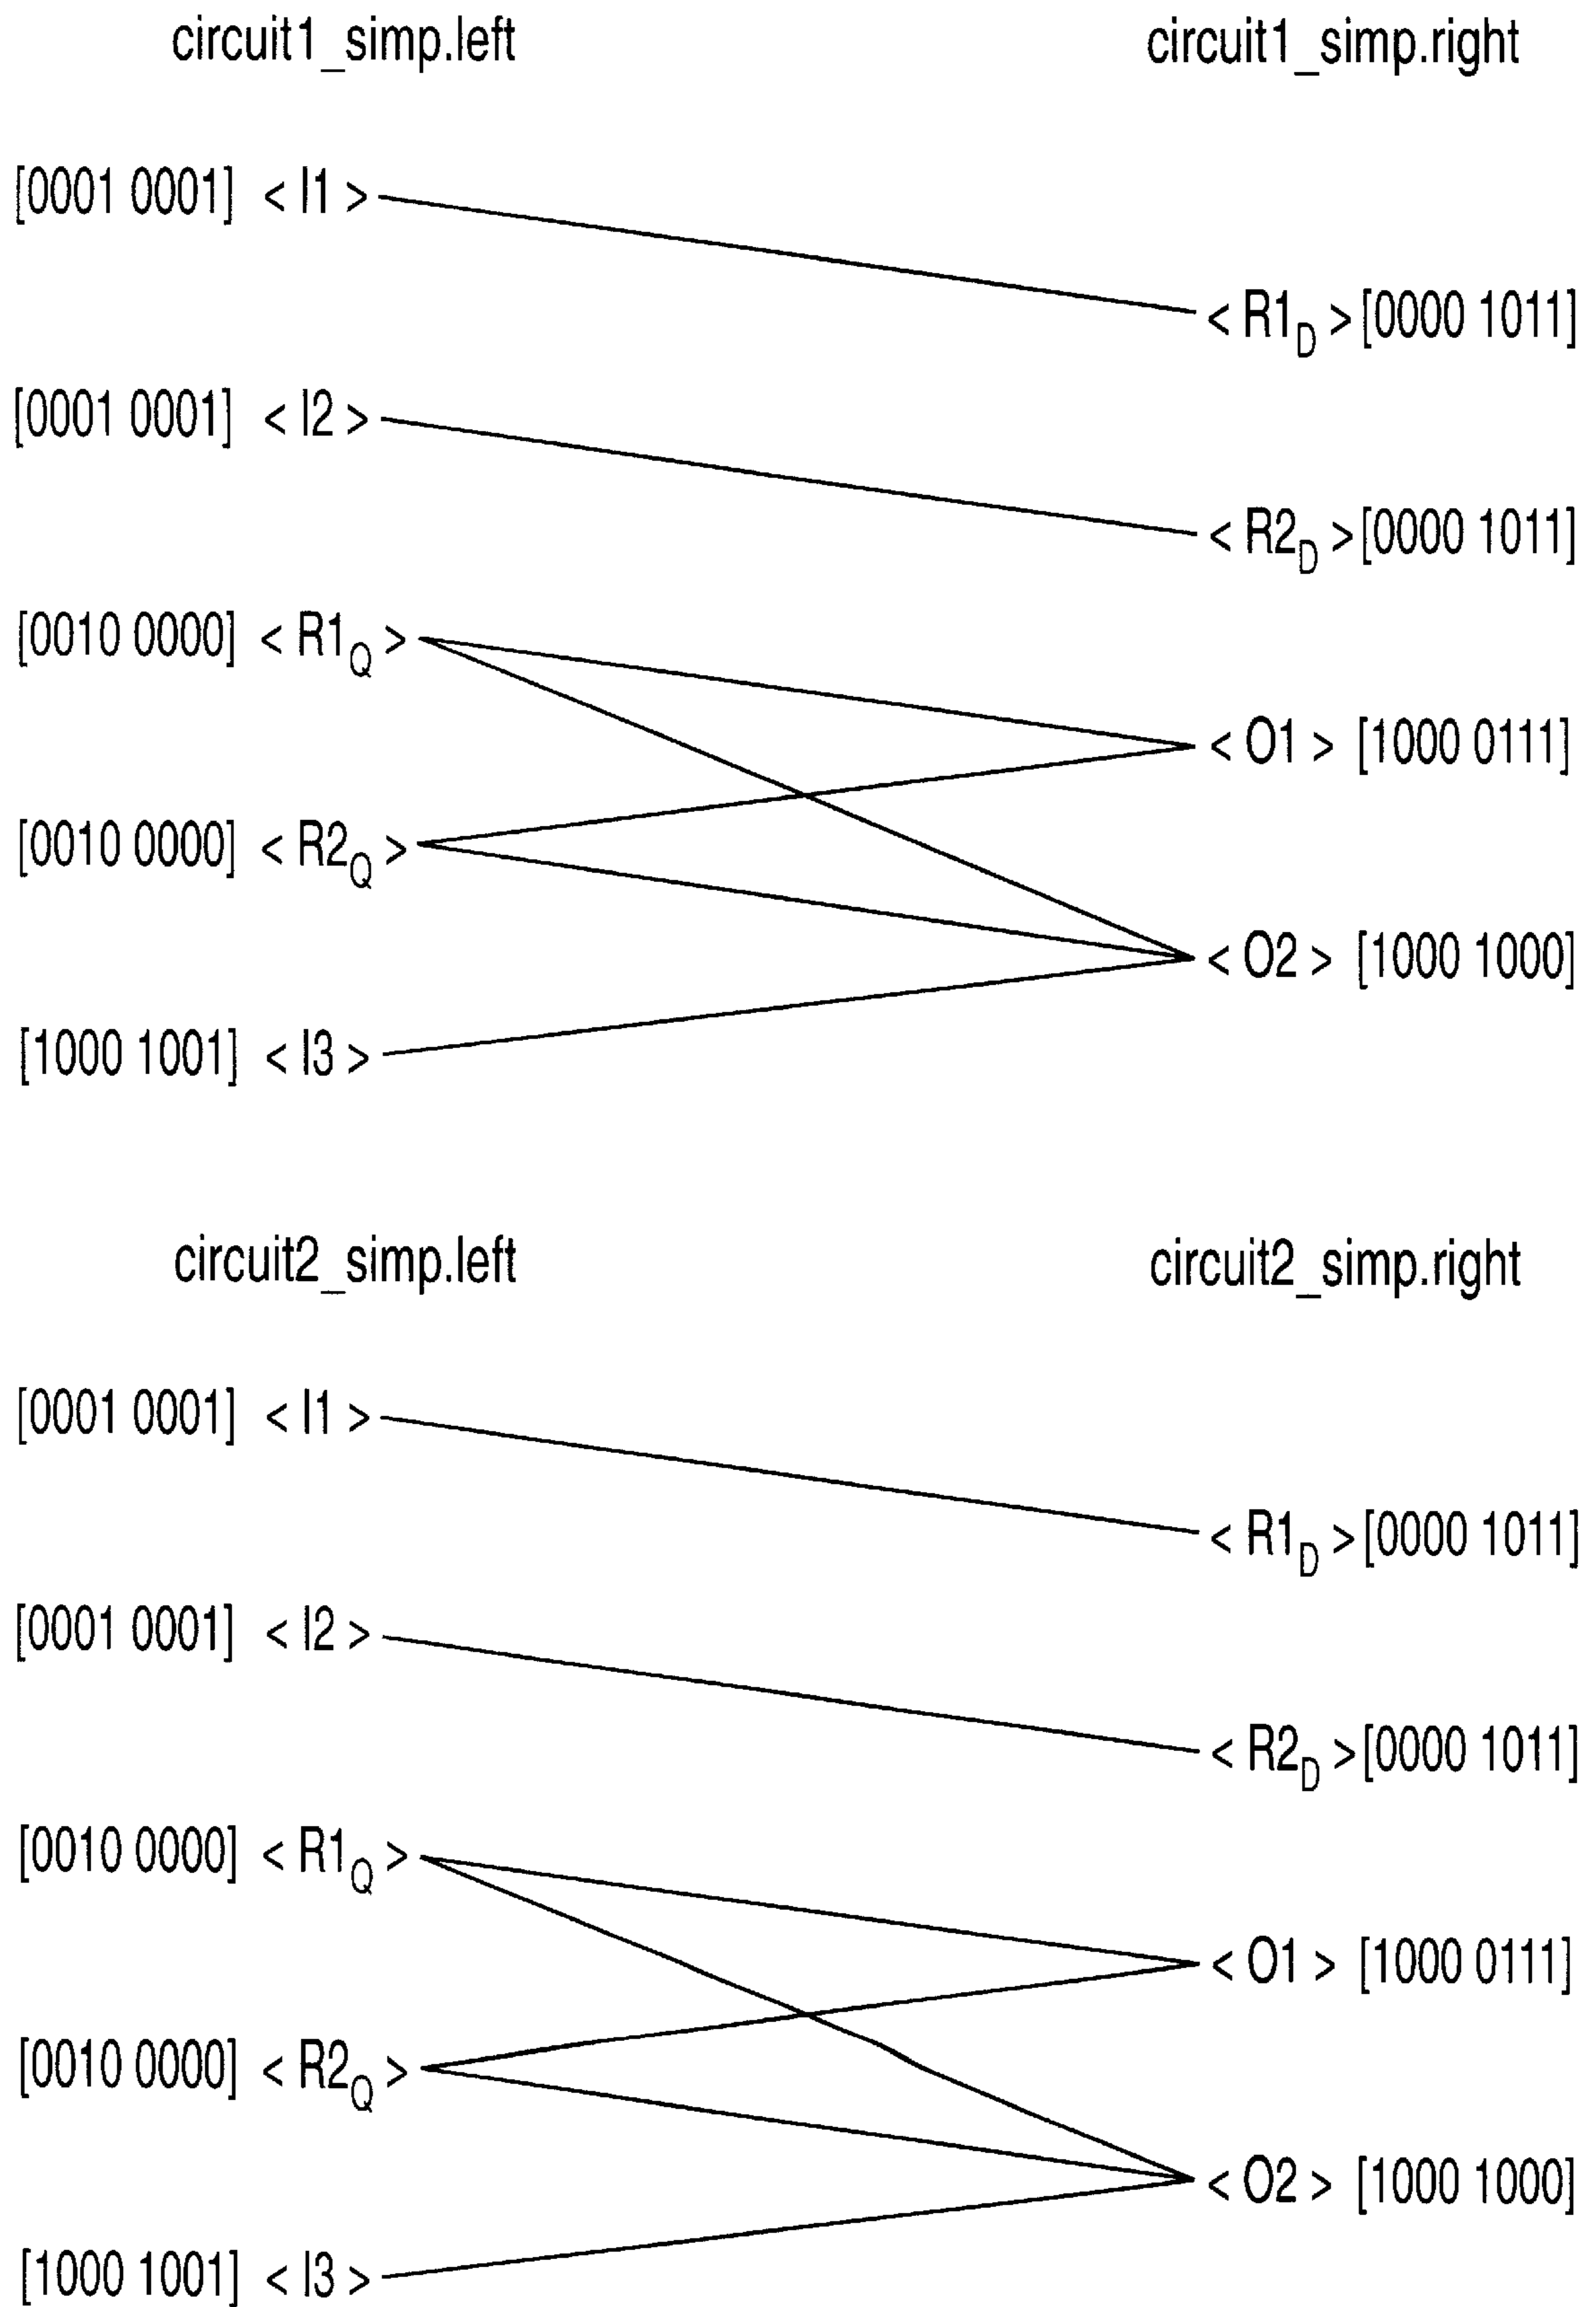 circuit1_simp.left circuit1_simp.right
[0001 0001] < I1 >
< R1D >[0000 1011]
[0001 0001] < I2 >
< R2D >[0000 1011]
[0010 0000] < R1Q >
< O1 > [1000 0111]
[0010 0000] < R2Q >
< O2 > [1000 1000]
[1000 1001] < I3 >
circuit2_simp.left circuit2_simp.right
[0001 0001] < I1 >
< R1D >[0000 1011]
[0001 0001] < I2 >
< R2D >[0000 1011]
[0010 0000] < R1Q >
< O1 > [1000 0111]
[0010 0000] < R2Q >
< O2 > [1000 1000]
[1000 1001] < I3 >